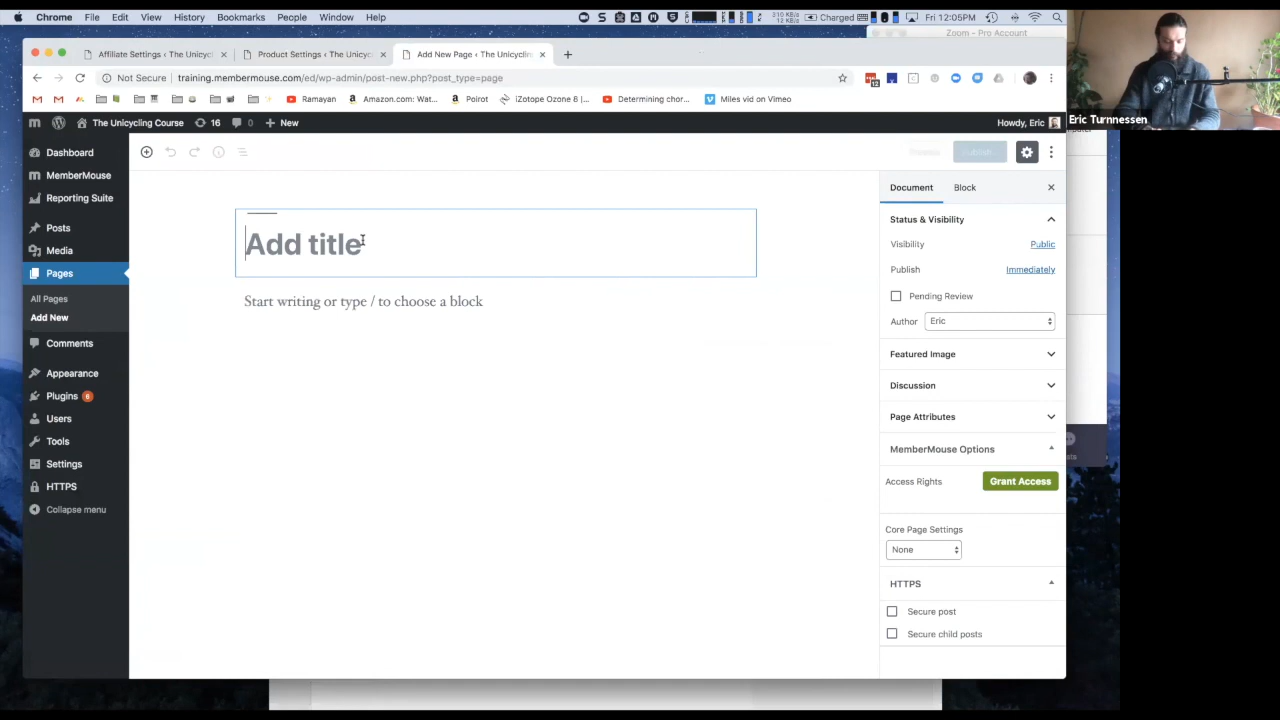 Chrome File Edit View History Bookmarks People Window Help
310 KB/s
12 KB/s
Charged
Fri 12:05PM
Zoom - Pro Account
Affiliate Settings ‹ The Unicyc
Product Settings ‹ The Unicyc
Add New Page ‹ The Unicyclin
Not Secure training.membermouse.com/ed/wp-admin/post-new.php?post_type=page
12
Ramayan
Amazon.com: Wat...
Poirot
iZotope Ozone 8 |...
Determining chor...
Miles vid on Vimeo
Eric Turnnessen
The Unicycling Course 16 0 New
Howdy, Eric
Dashboard
MemberMouse
Reporting Suite
Posts
Media
Pages
All Pages
Add New
Comments
Appearance
Plugins 6
Users
Tools
Settings
HTTPS
Collapse menu
Add title
Start writing or type / to choose a block
Document Block
Status & Visibility
Visibility Public
Publish Immediately
Pending Review
Author Eric
Featured Image
Discussion
Page Attributes
MemberMouse Options
Access Rights Grant Access
Core Page Settings
None
HTTPS
Secure post
Secure child posts